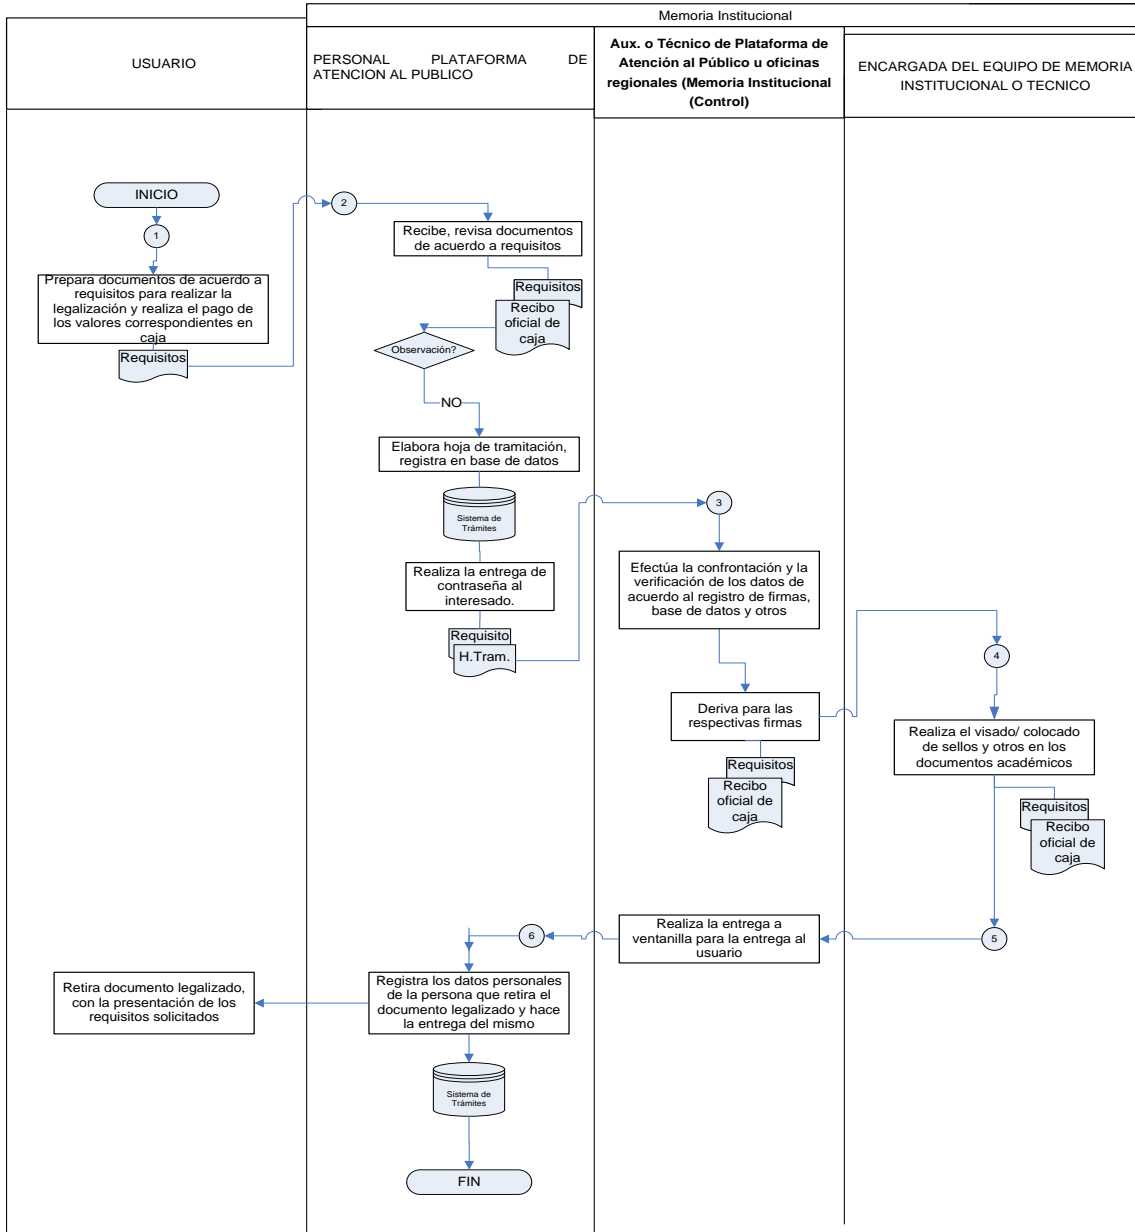 Memoria Institucional
USUARIO
PERSONAL PLATAFORMA DE
ATENCION AL PUBLICO
Aux. o Técnico de Plataforma de
Atención al Público u oficinas
regionales (Memoria Institucional
(Control)
ENCARGADA DEL EQUIPO DE MEMORIA
INSTITUCIONAL O TECNICO
INICIO
1
Prepara documentos de acuerdo a
requisitos para realizar la
legalización y realiza el pago de
los valores correspondientes en
caja
Requisitos
2
Recibe, revisa documentos
de acuerdo a requisitos
Requisitos
Recibo
oficial de
caja
Observación?
NO
Elabora hoja de tramitación,
registra en base de datos
Sistema de
Trámites
Realiza la entrega de
contraseña al
interesado.
Requisito
H.Tram.
3
Efectúa la confrontación y la
verificación de los datos de
acuerdo al registro de firmas,
base de datos y otros
Deriva para las
respectivas firmas
Requisitos
Recibo
oficial de
caja
4
Realiza el visado/ colocado
de sellos y otros en los
documentos académicos
Requisitos
Recibo
oficial de
caja
5
Realiza la entrega a
ventanilla para la entrega al
usuario
6
Registra los datos personales
de la persona que retira el
documento legalizado y hace
la entrega del mismo
Retira documento legalizado,
con la presentación de los
requisitos solicitados
Sistema de
Trámites
FIN